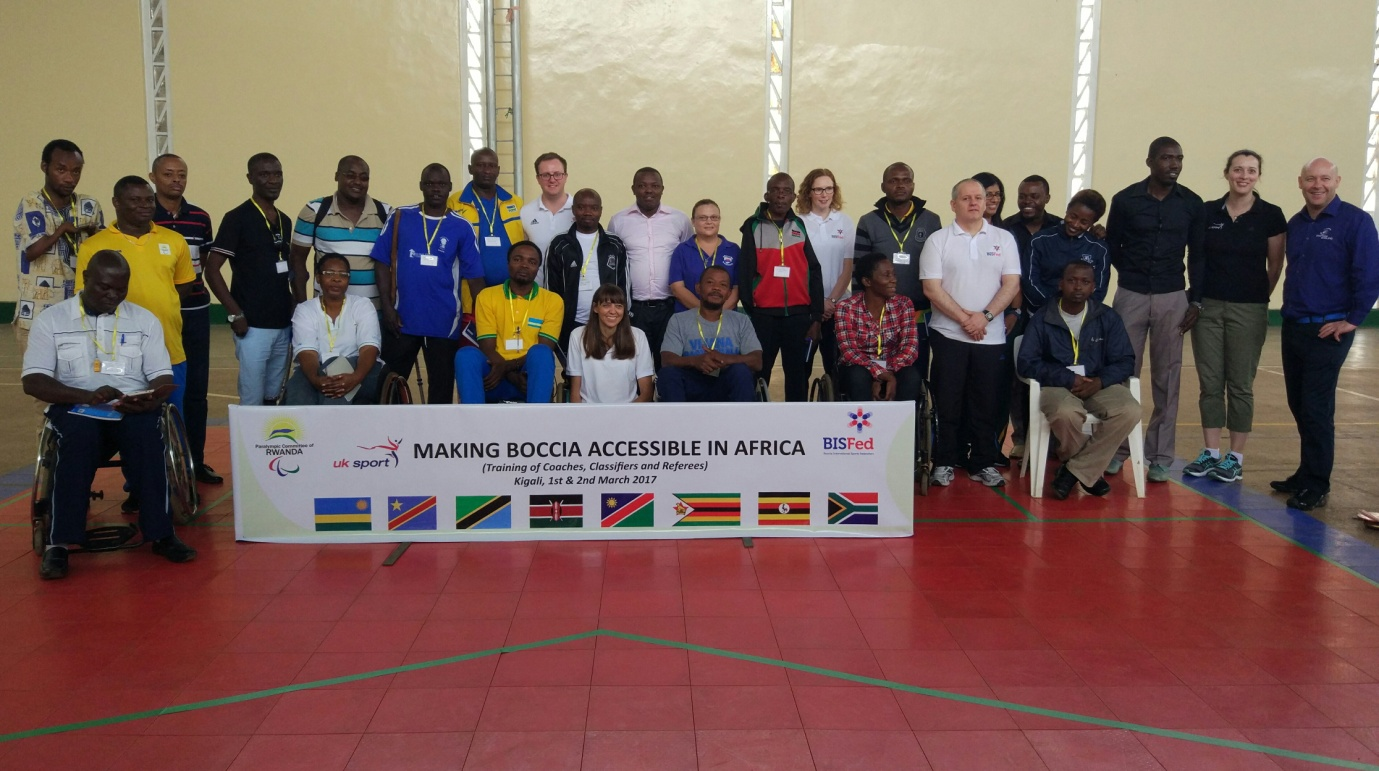 Paralympic Committee of
RWANDA
uk sport
MAKING BOCCIA ACCESSIBLE IN AFRICA
(Training of Coaches, Classifiers and Referees)
Kigali, 1st & 2nd March 2017
BISFed